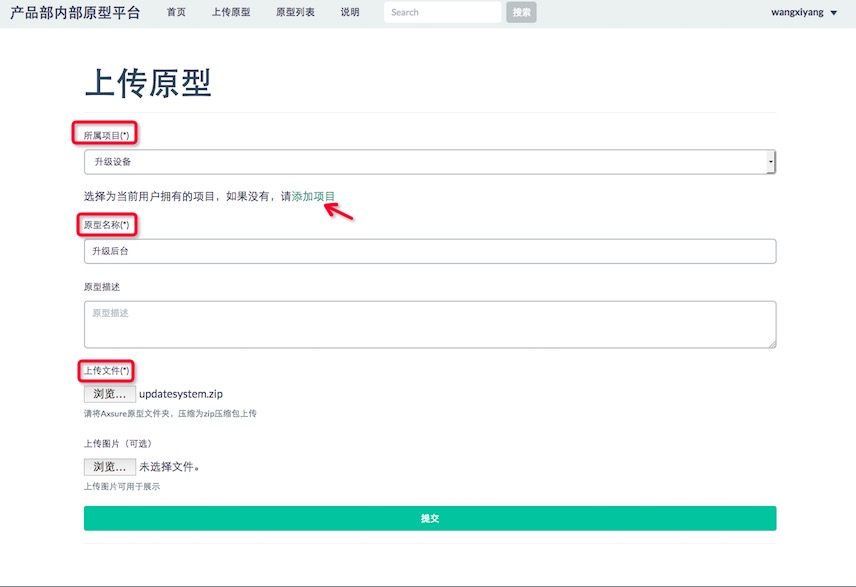 产品部内部原型平台 首页 上传原型 原型列表 说明 Search 搜索 wangxiyang
上传原型
所属项目(*)
升级设备
选择为当前用户拥有的项目，如果没有，请添加项目
原型名称(*)
升级后台
原型描述
原型描述
上传文件(*)
浏览... updatesystem.zip
请将Axsure原型文件夹，压缩为zip压缩包上传
上传图片（可选）
浏览... 未选择文件。
上传图片可用于展示
提交